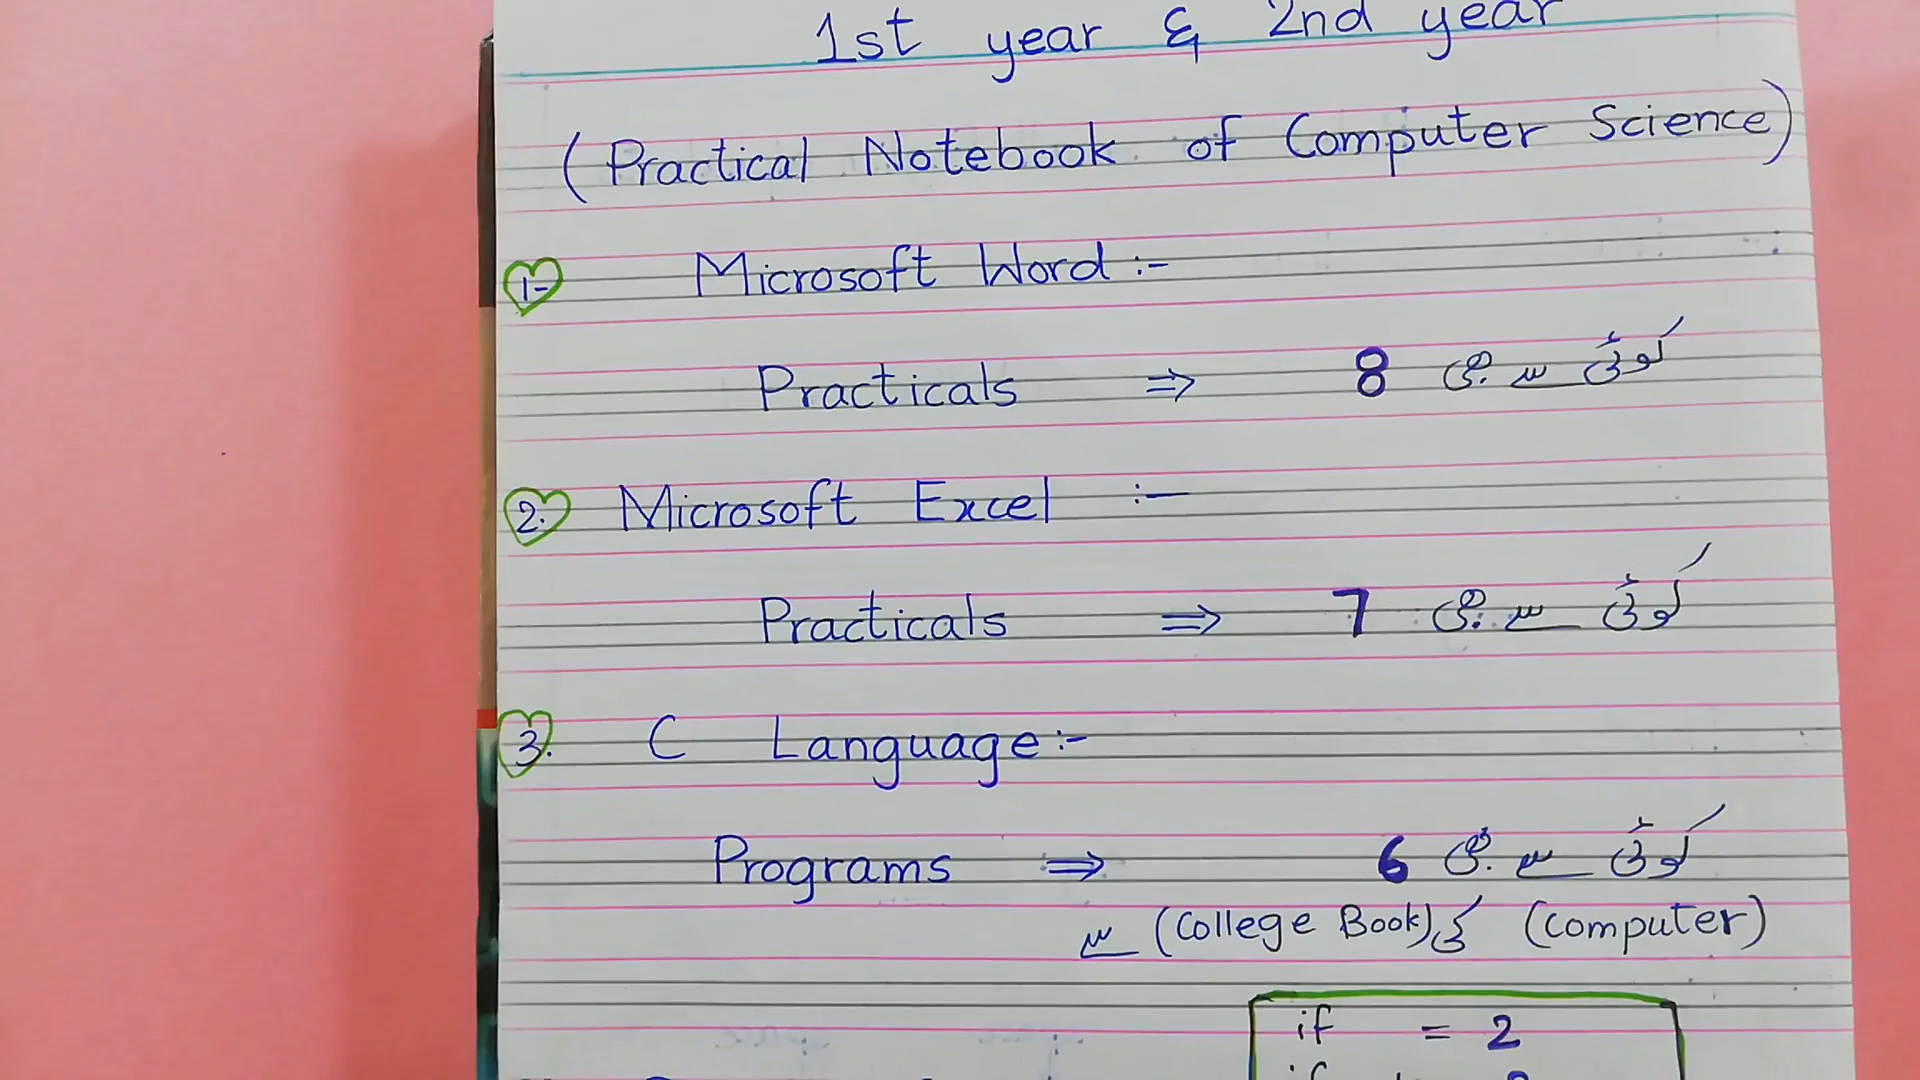 1st year & 2nd year
(Practical Notebook of Computer Science)
1- Microsoft Word :-
Practicals ⇒ 8 کوئی سے بھی
2. Microsoft Excel :-
Practicals ⇒ 7 کوئی سے بھی
3. C Language:-
Programs ⇒ 6 کوئی سے بھی
(Computer) کی (College Book) سے
if = 2